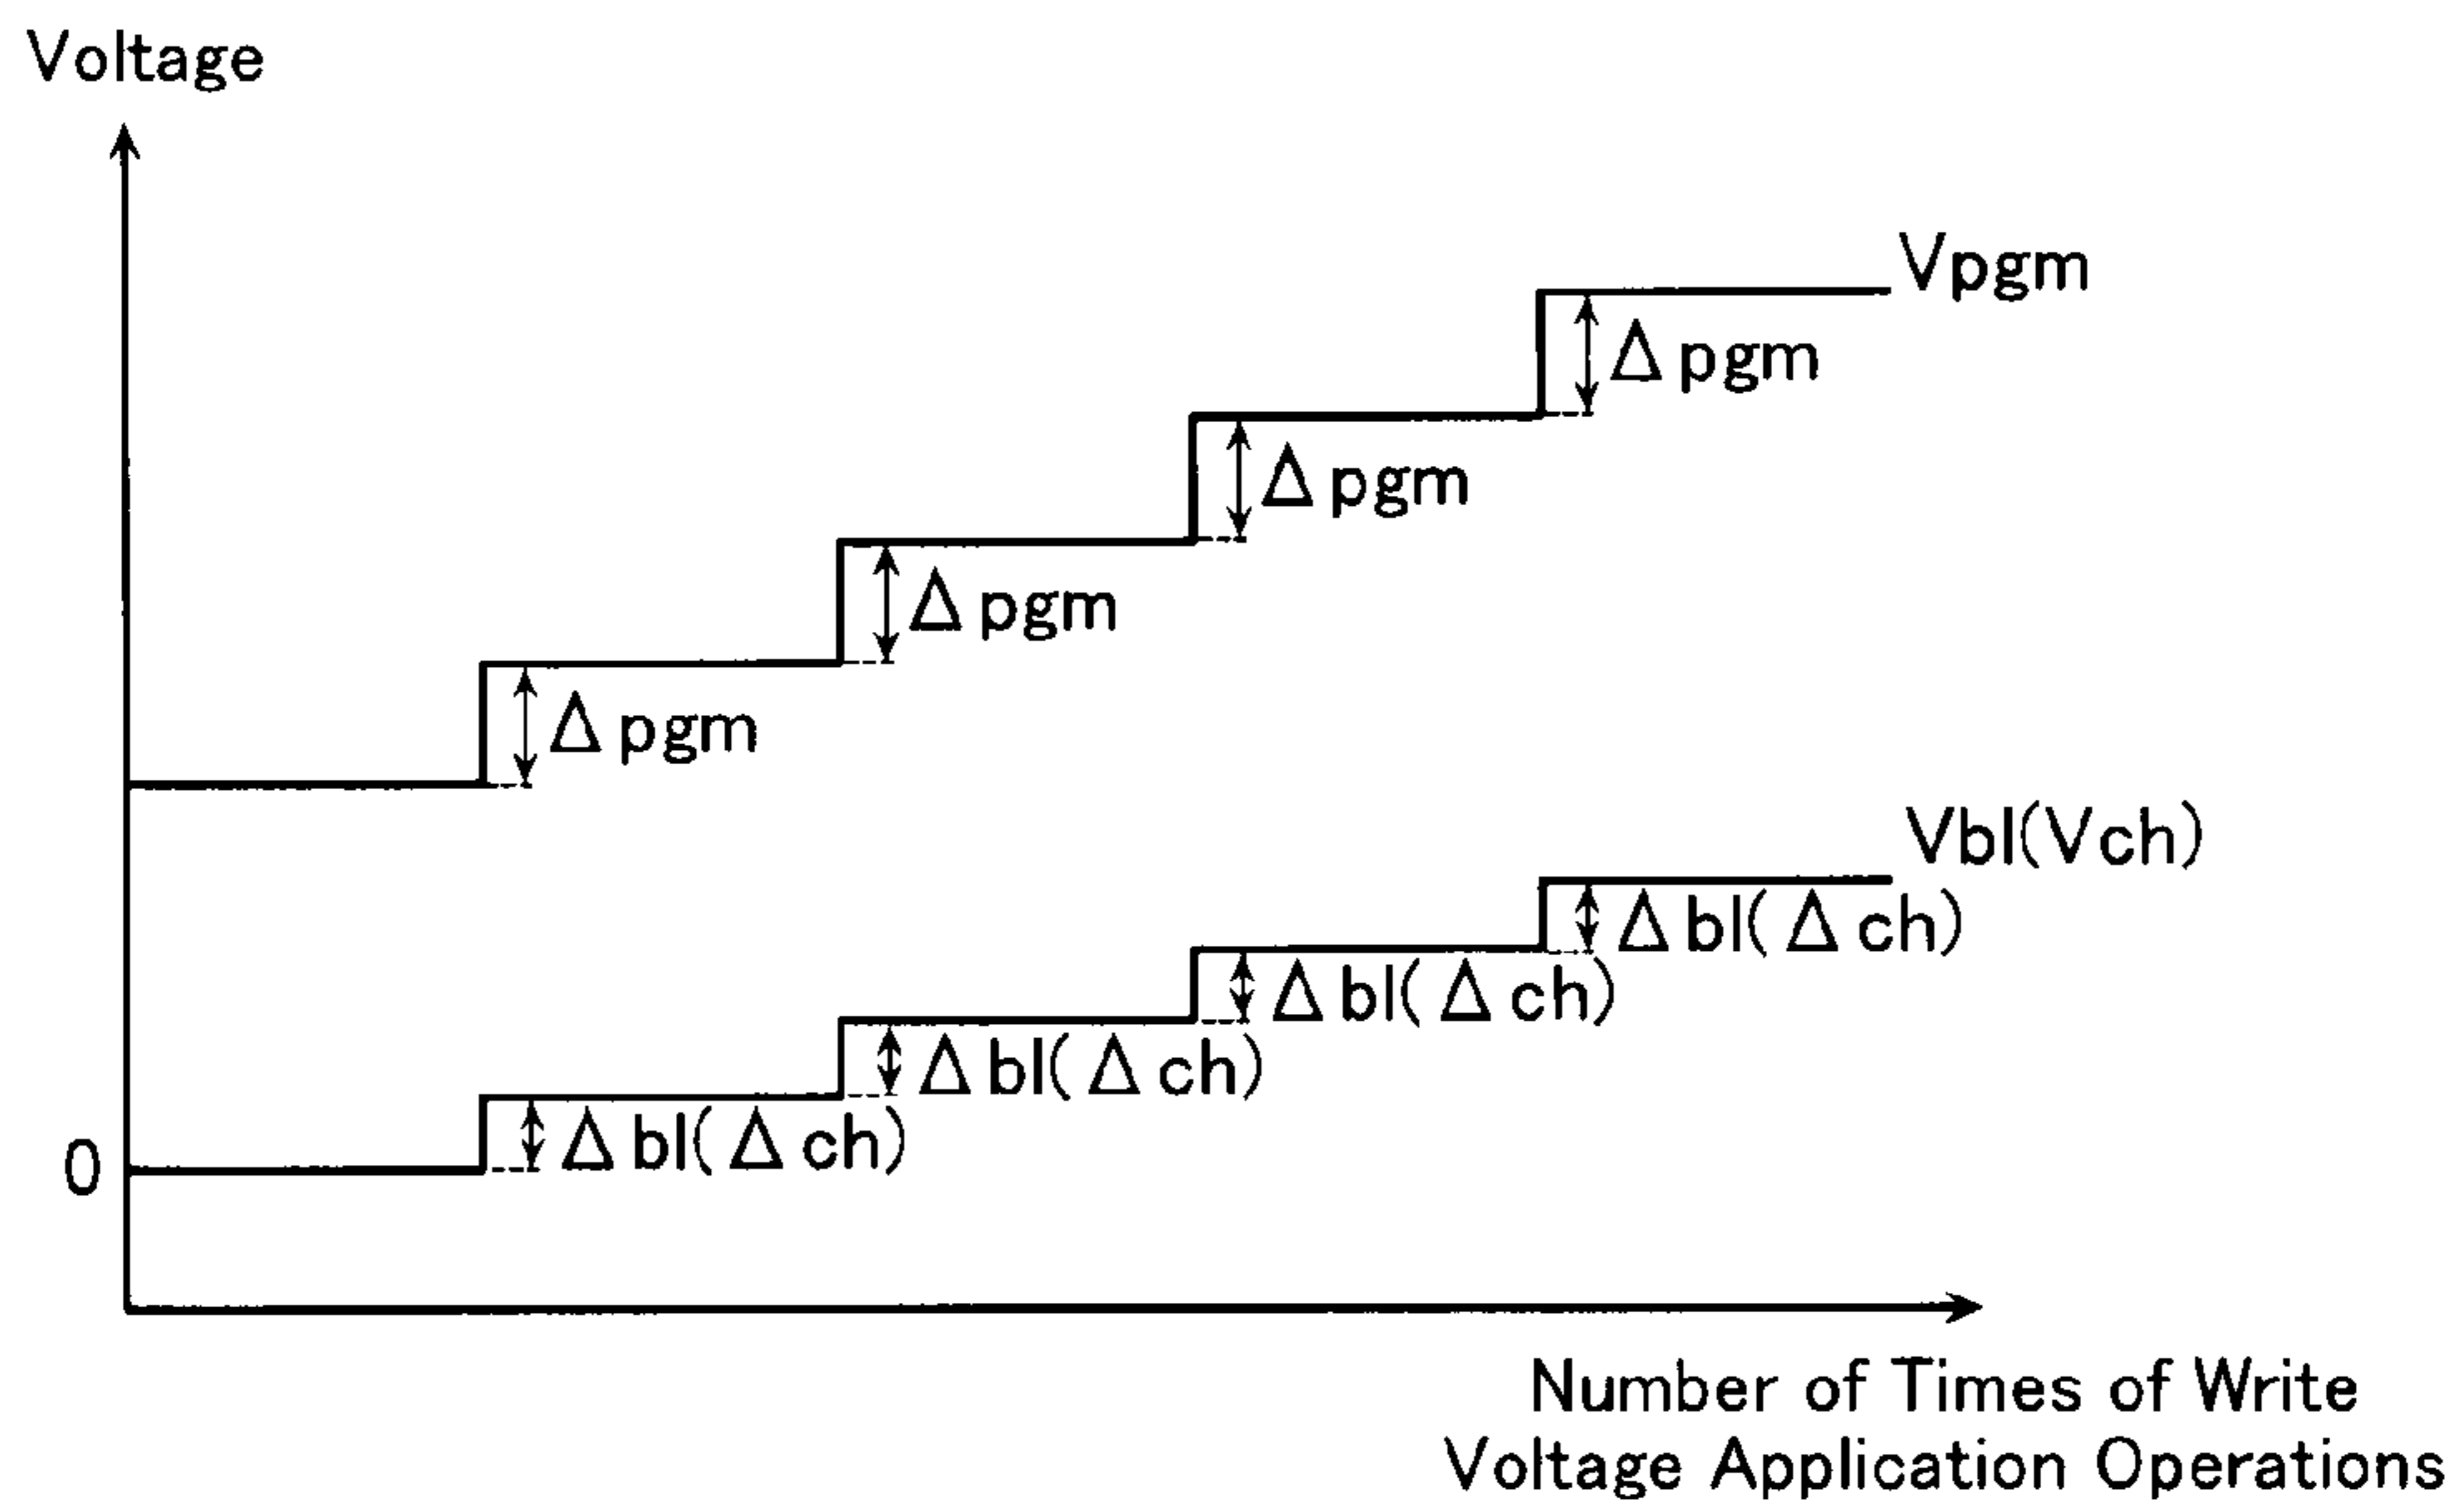 Voltage
Vpgm
Δpgm
Δpgm
Δpgm
Δpgm
Vbl(Vch)
Δbl(Δch)
Δbl(Δch)
Δbl(Δch)
Δbl(Δch)
0
Number of Times of Write
Voltage Application Operations